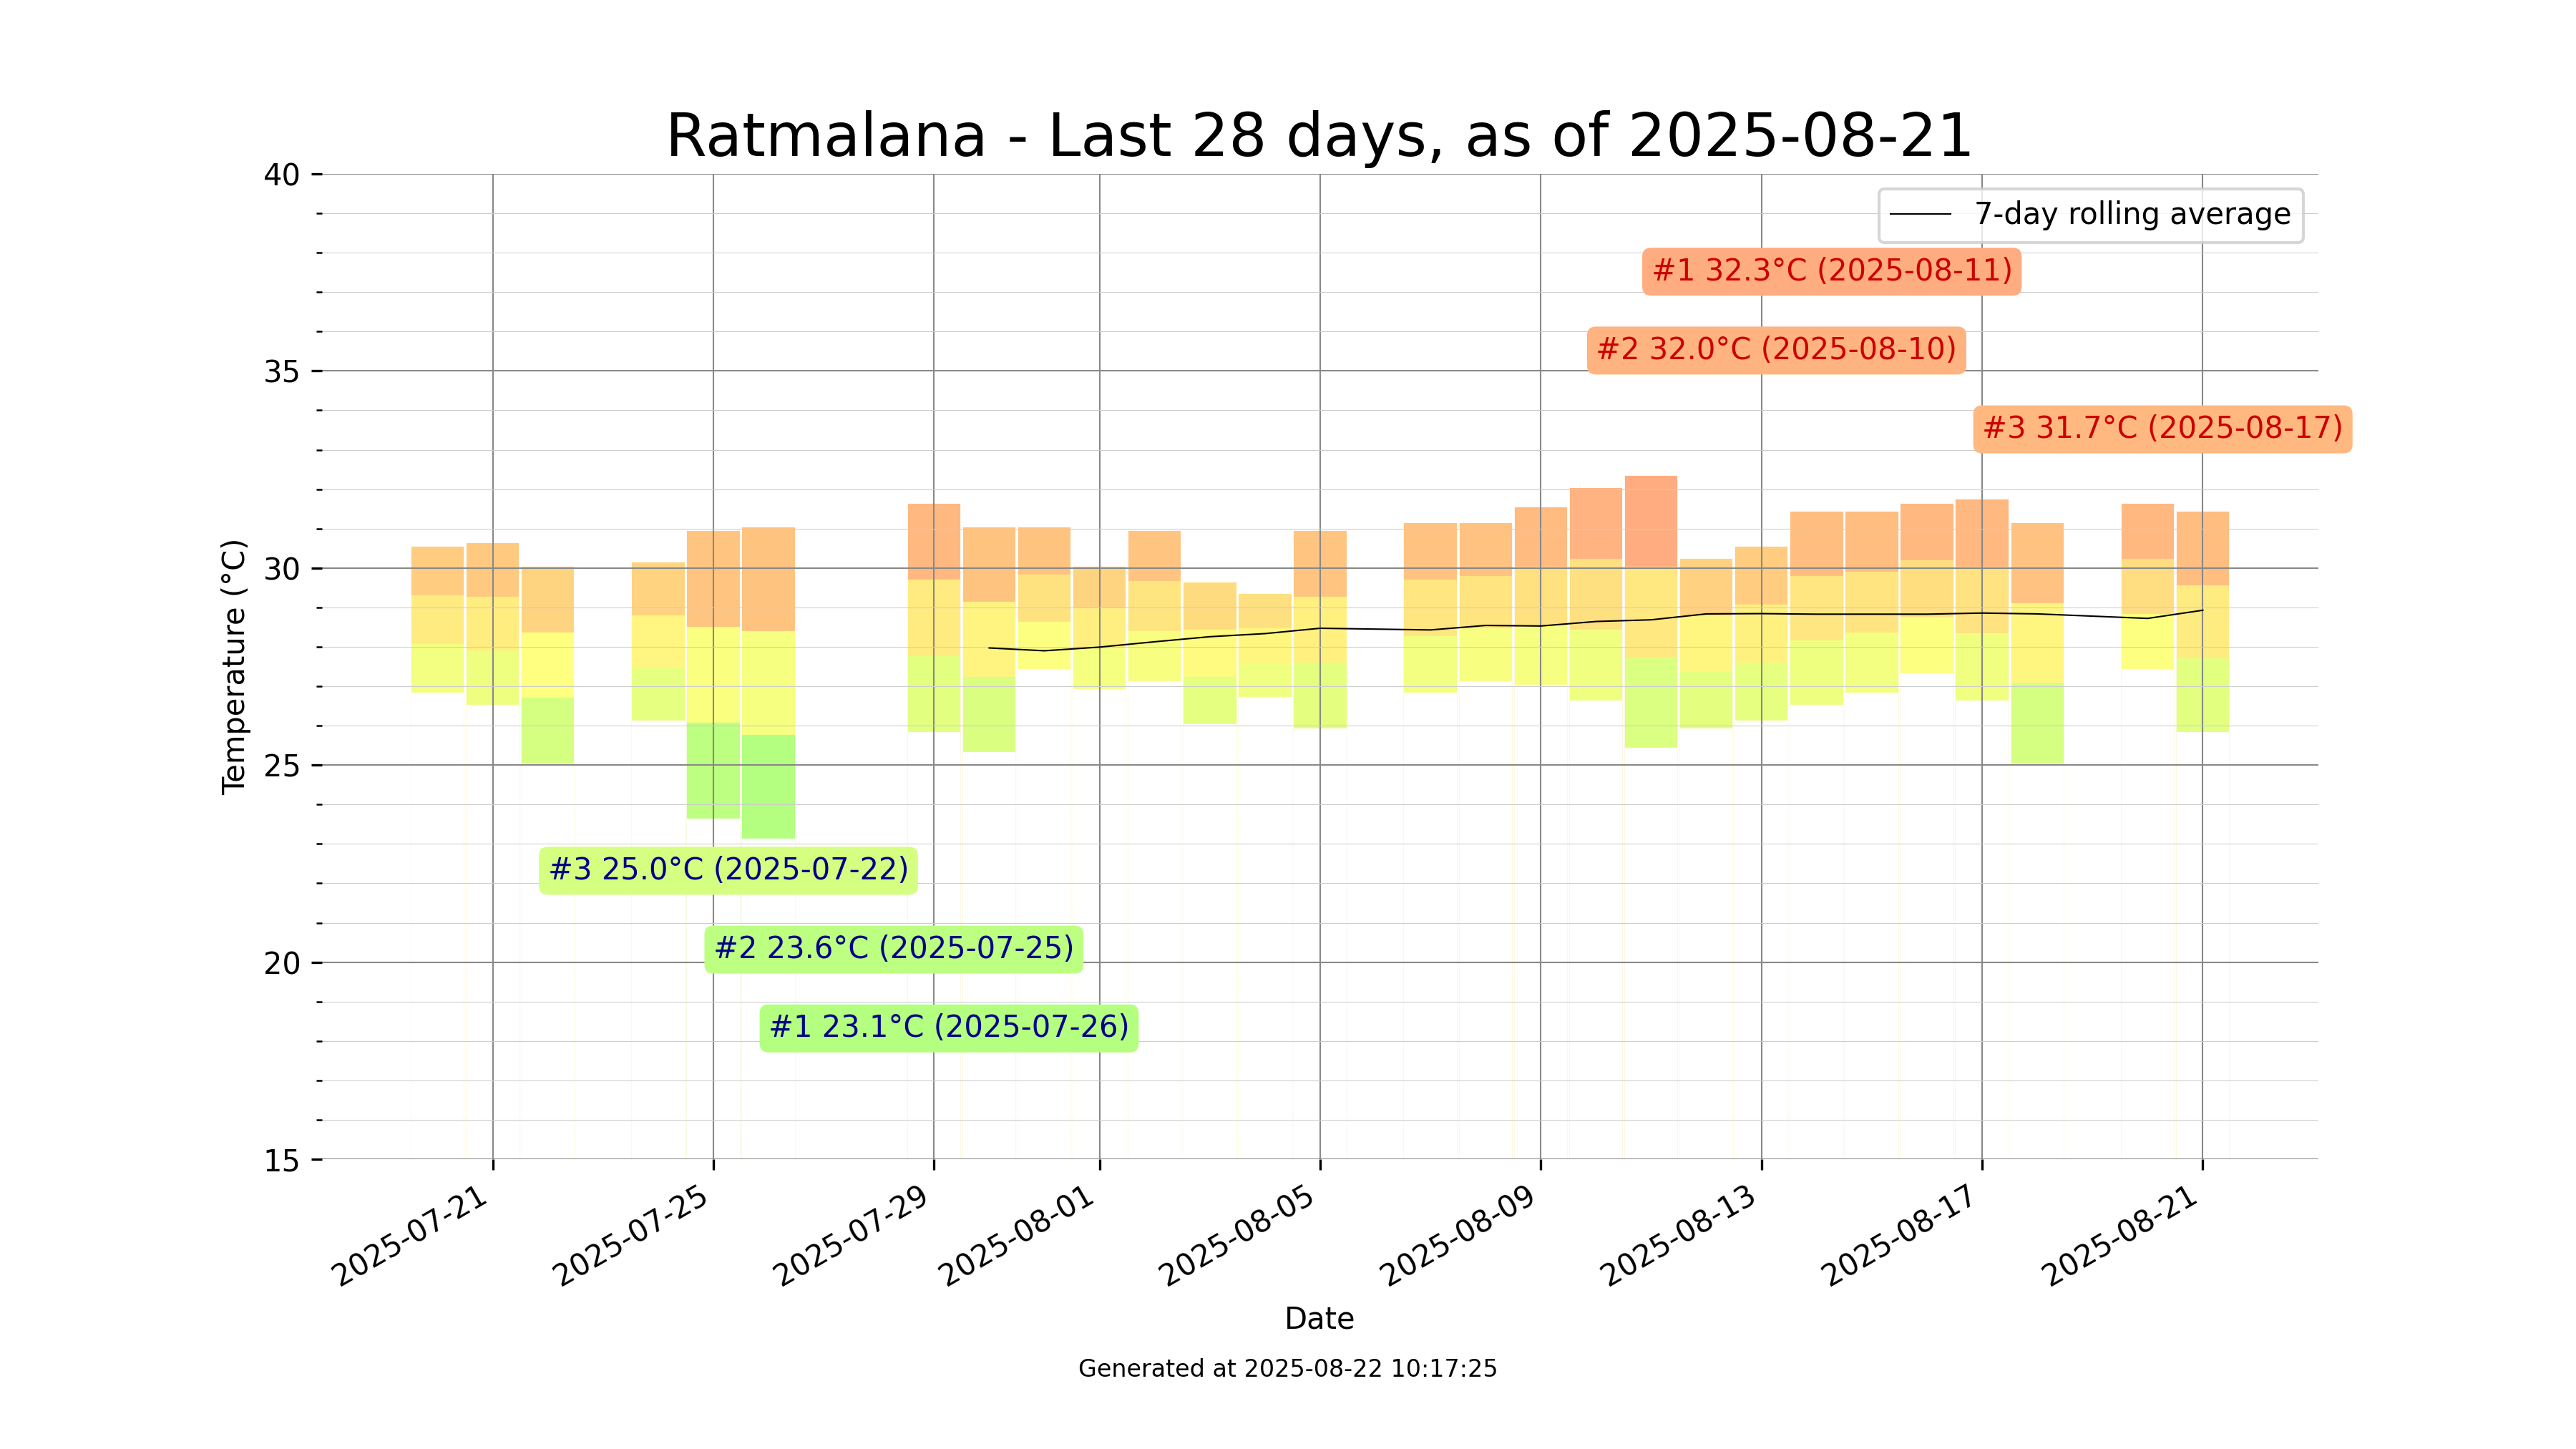 Ratmalana - Last 28 days, as of 2025-08-21
40
7-day rolling average
#1 32.3°C (2025-08-11)
#2 32.0°C (2025-08-10)
35
#3 31.7°C (2025-08-17)
30
Temperature (°C)
25
#3 25.0°C (2025-07-22)
#2 23.6°C (2025-07-25)
20
#1 23.1°C (2025-07-26)
15
2025-07-21
2025-07-25
2025-07-29
2025-08-01
2025-08-05
2025-08-09
2025-08-13
2025-08-17
2025-08-21
Date
Generated at 2025-08-22 10:17:25